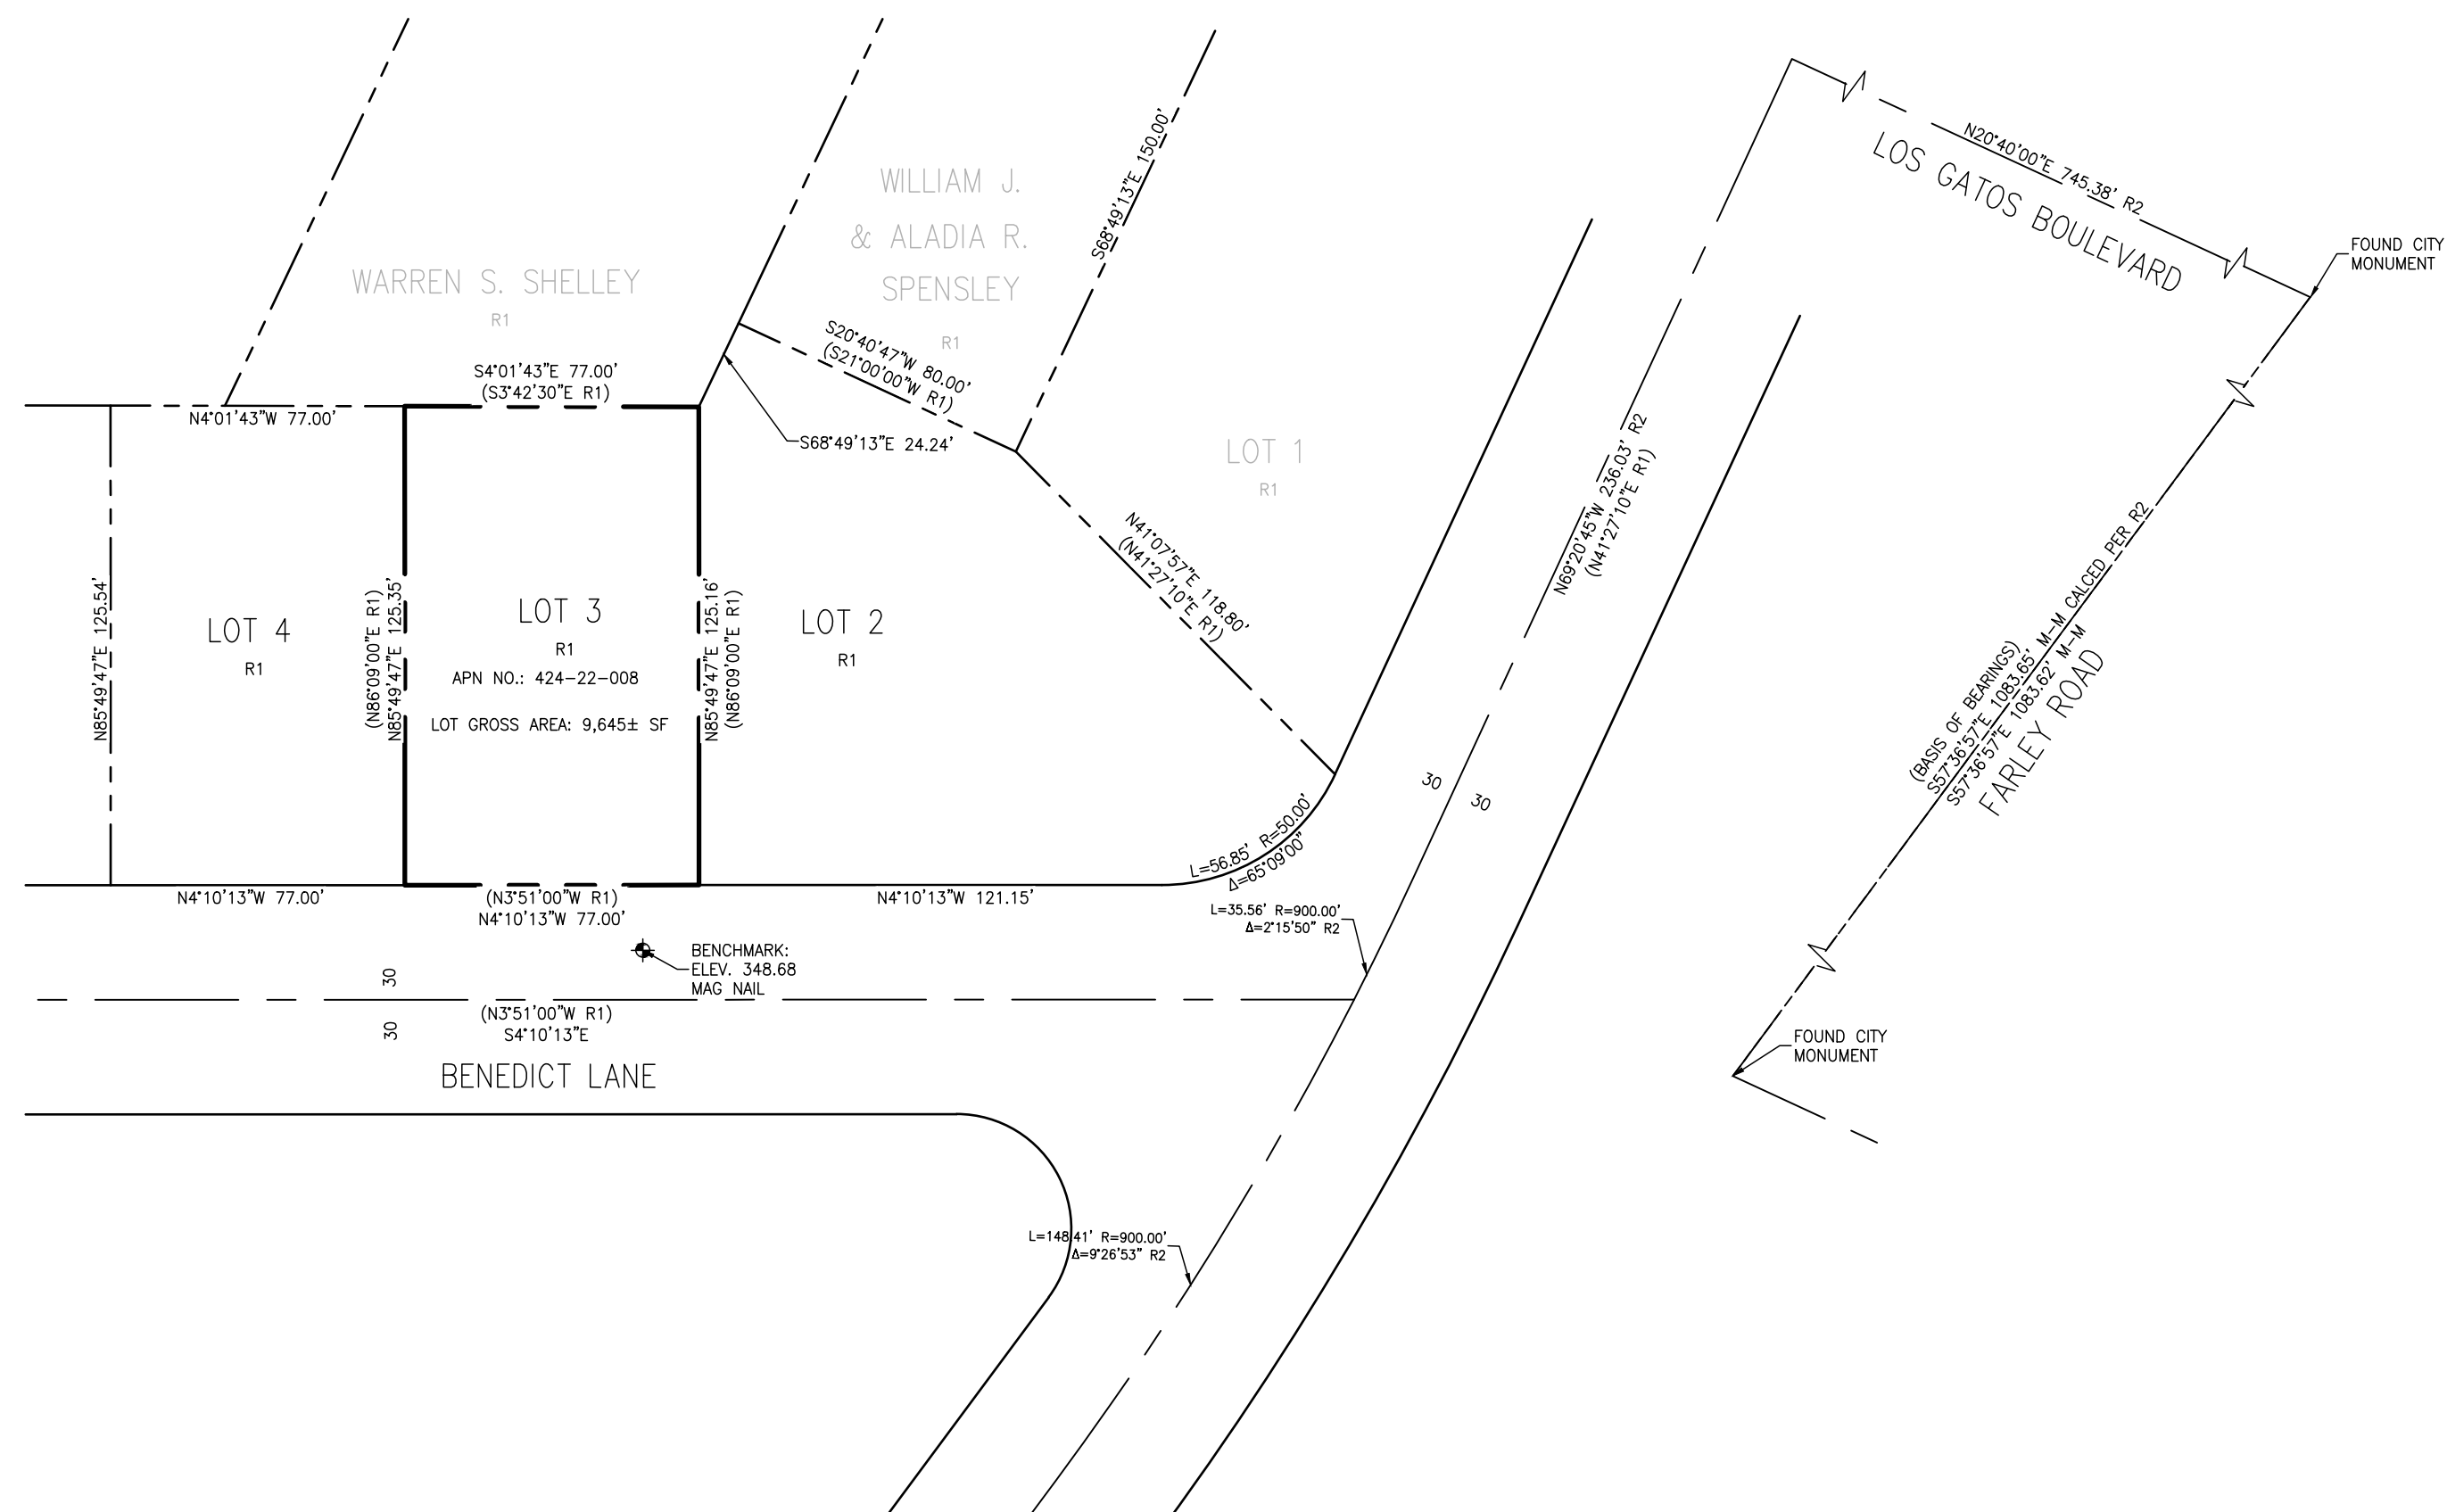 WILLIAM J.
& ALADIA R.
SPENSLEY
R1
WARREN S. SHELLEY
R1
S68°49'13"E 150.00'
N20°40'00"E 745.38' R2
LOS GATOS BOULEVARD
FOUND CITY
MONUMENT
S20°40'47"W 80.00'
(S21°00'00"W R1)
S4°01'43"E 77.00'
(S3°42'30"E R1)
N4°01'43"W 77.00'
S68°49'13"E 24.24'
LOT 1
R1
N69°20'45"W 236.03' R2
(N41°27'10"E R1)
N41°07'57"E 118.80'
(N41°27'10"E R1)
N85°49'47"E 125.54'
LOT 4
R1
(N86°09'00"E R1)
N85°49'47"E 125.35'
LOT 3
R1
APN NO.: 424-22-008
LOT GROSS AREA: 9,645± SF
N85°49'47"E 125.16'
(N86°09'00"E R1)
LOT 2
R1
(BASIS OF BEARINGS)
S57°36'57"E 1083.65' M-M CALCED PER R2
S57°36'57"E 1083.62' M-M
FARLEY ROAD
30
30
L=56.85' R=50.00'
Δ=65°09'00"
N4°10'13"W 77.00'
(N3°51'00"W R1)
N4°10'13"W 77.00'
N4°10'13"W 121.15'
L=35.56' R=900.00'
Δ=2°15'50" R2
BENCHMARK:
ELEV. 348.68
MAG NAIL
30
30
(N3°51'00"W R1)
S4°10'13"E
BENEDICT LANE
FOUND CITY
MONUMENT
L=148.41' R=900.00'
Δ=9°26'53" R2